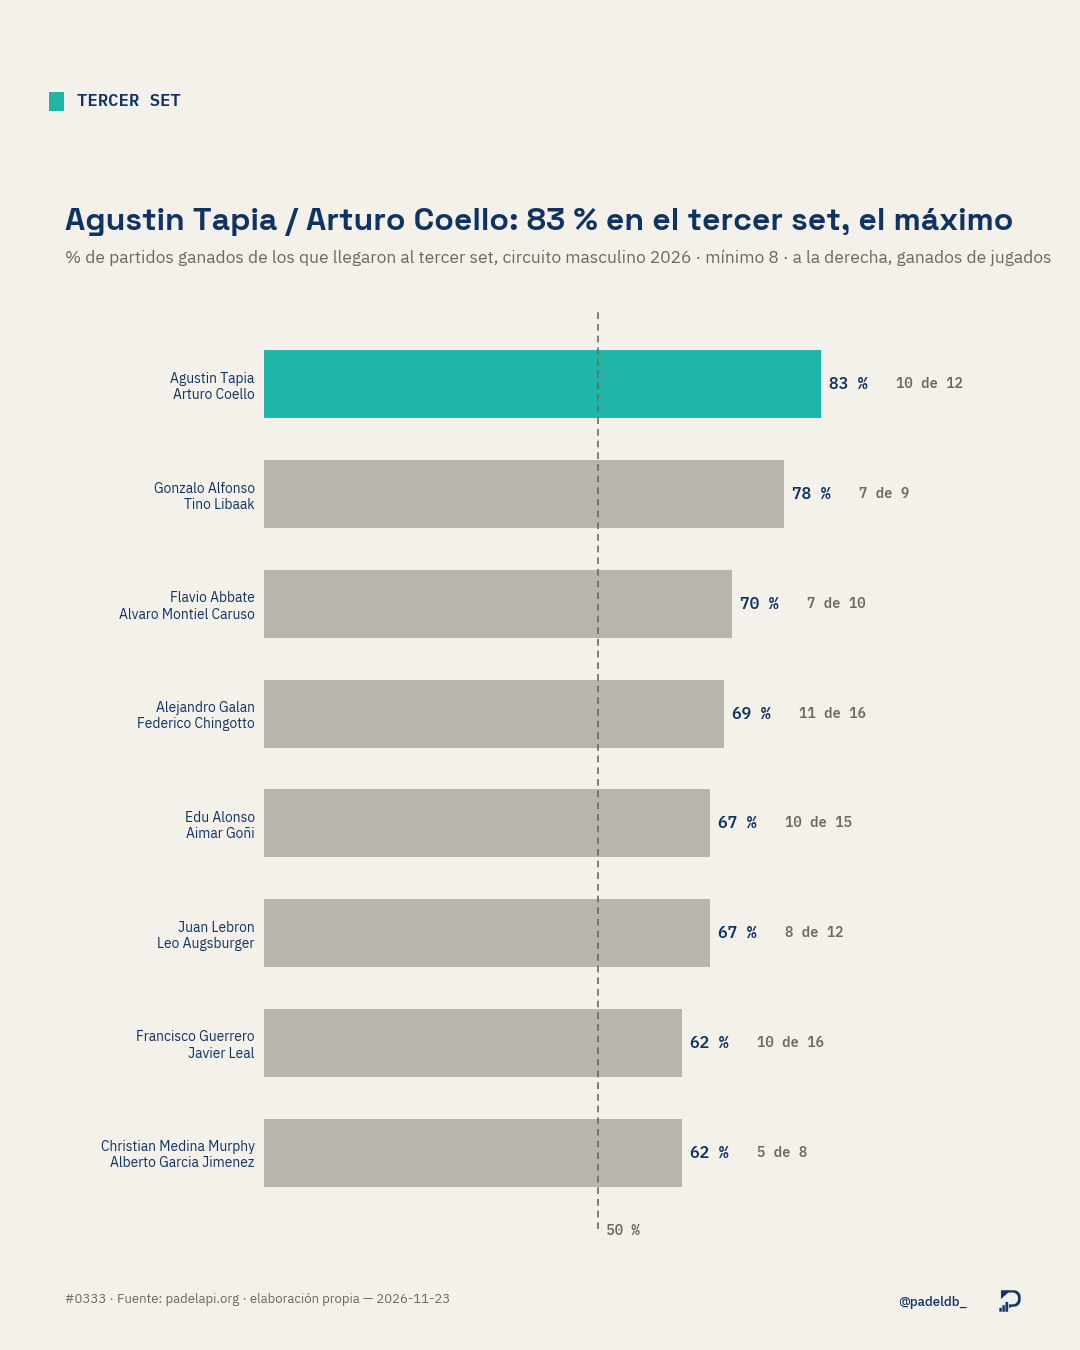 TERCER SET
Agustin Tapia / Arturo Coello: 83 % en el tercer set, el máximo
% de partidos ganados de los que llegaron al tercer set, circuito masculino 2026 · mínimo 8 · a la derecha, ganados de jugados
Agustin Tapia
Arturo Coello
83 % 10 de 12
Gonzalo Alfonso
Tino Libaak
78 % 7 de 9
Flavio Abbate
Alvaro Montiel Caruso
70 % 7 de 10
Alejandro Galan
Federico Chingotto
69 % 11 de 16
Edu Alonso
Aimar Goñi
67 % 10 de 15
Juan Lebron
Leo Augsburger
67 % 8 de 12
Francisco Guerrero
Javier Leal
62 % 10 de 16
Christian Medina Murphy
Alberto Garcia Jimenez
62 % 5 de 8
50 %
#0333 · Fuente: padelapi.org · elaboración propia — 2026-11-23
@padeldb_